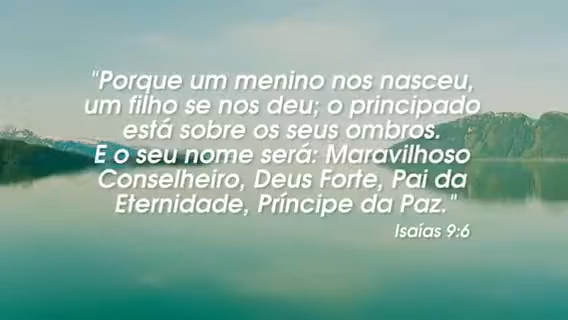 "Porque um menino nos nasceu,
um filho se nos deu; o principado
está sobre os seus ombros.
E o seu nome será: Maravilhoso
Conselheiro, Deus Forte, Pai da
Eternidade, Príncipe da Paz."
Isaías 9:6